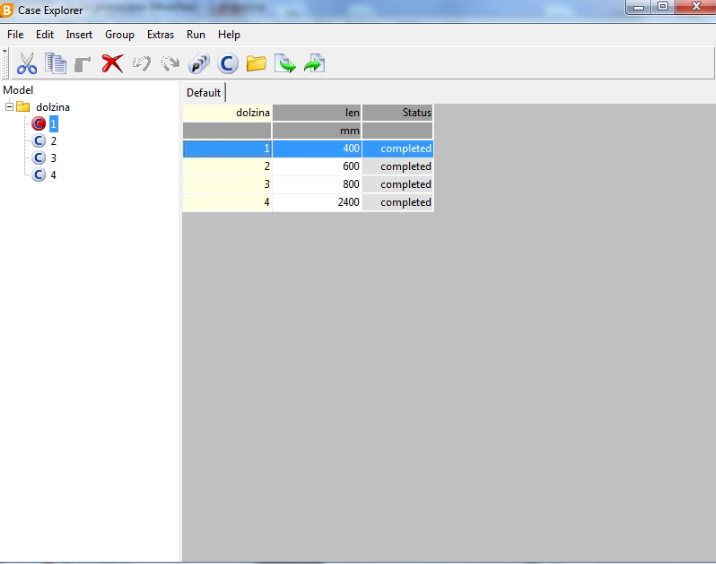 Case Explorer
File Edit Insert Group Extras Run Help
Model
dolzina
1
2
3
4
Default
dolzina len Status
mm
1 400 completed
2 600 completed
3 800 completed
4 2400 completed